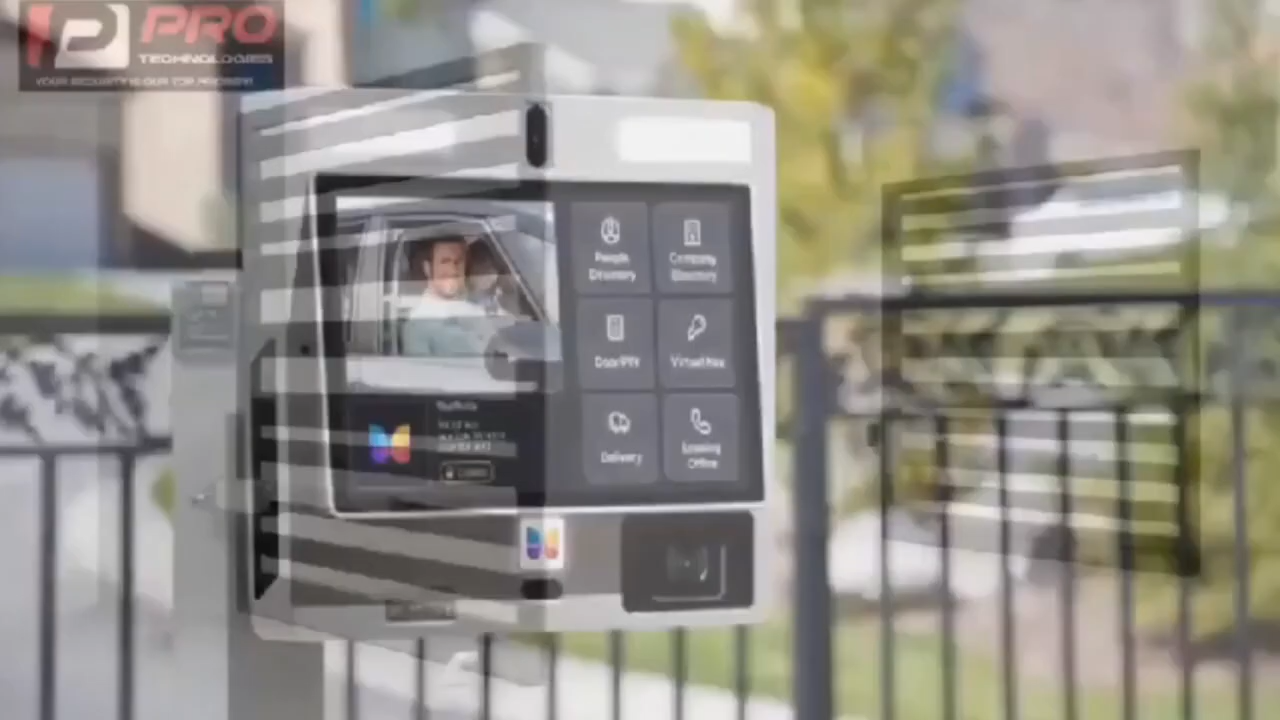 PRO
TECHNOLOGIES
YOUR SECURITY IS OUR TOP PRIORITY!
People
Directory
Company
Directory
Door PIN
Virtual Key
Delivery
Leasing
Office